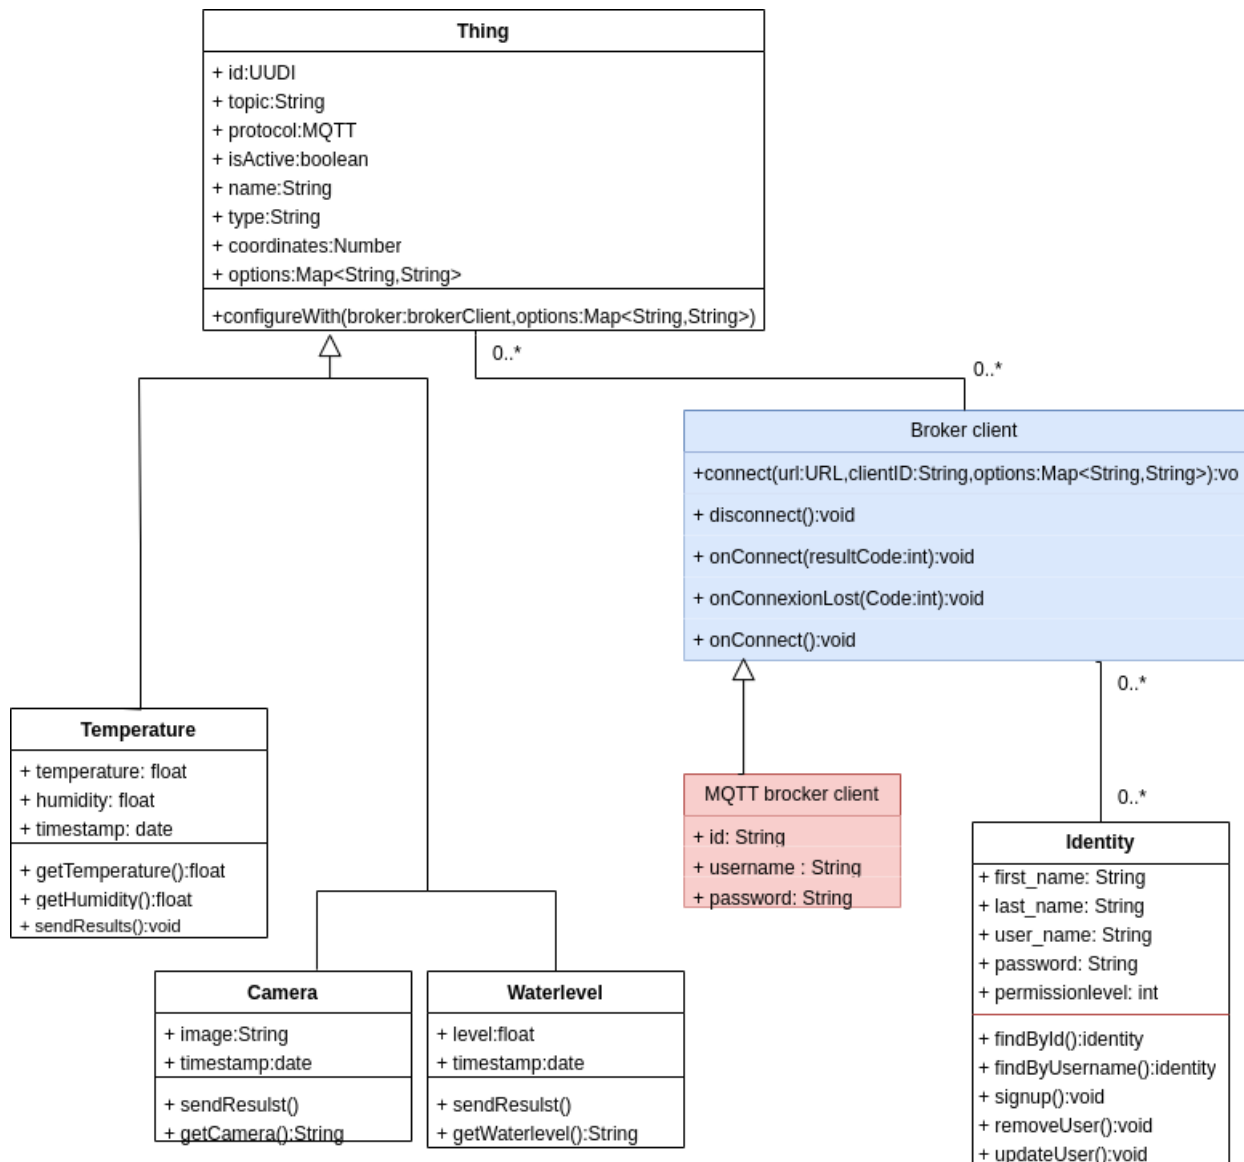 Thing
+ id:UUDI
+ topic:String
+ protocol:MQTT
+ isActive:boolean
+ name:String
+ type:String
+ coordinates:Number
+ options:Map<String,String>
+configureWith(broker:brokerClient,options:Map<String,String>)
0..*
0..*
Broker client
+connect(url:URL,clientID:String,options:Map<String,String>):vo
+ disconnect():void
+ onConnect(resultCode:int):void
+ onConnexionLost(Code:int):void
+ onConnect():void
0..*
0..*
Temperature
+ temperature: float
+ humidity: float
+ timestamp: date
+ getTemperature():float
+ getHumidity():float
+ sendResults():void
MQTT brocker client
+ id: String
+ username : String
+ password: String
Identity
+ first_name: String
+ last_name: String
+ user_name: String
+ password: String
+ permissionlevel: int
+ findById():identity
+ findByUsername():identity
+ signup():void
+ removeUser():void
+ updateUser():void
Camera
+ image:String
+ timestamp:date
+ sendResulst()
+ getCamera():String
Waterlevel
+ level:float
+ timestamp:date
+ sendResulst()
+ getWaterlevel():String